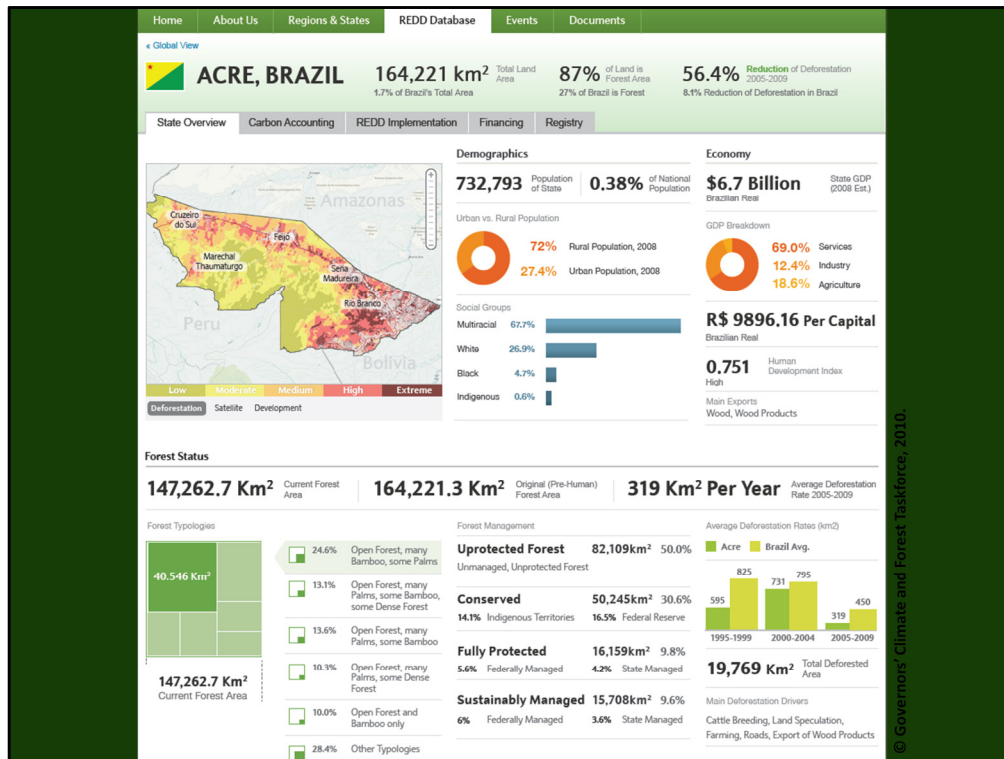 Home
About Us
Regions & States
REDD Database
Events
Documents
« Global View
ACRE, BRAZIL
164,221 km² Total Land Area
1.7% of Brazil's Total Area
87% of Land is Forest Area
27% of Brazil is Forest
56.4% Reduction of Deforestation 2005-2009
8.1% Reduction of Deforestation in Brazil
State Overview
Carbon Accounting
REDD Implementation
Financing
Registry
Amazonas
Cruzeiro do Sul
Feijó
Marechal Thaumaturgo
Sena Madureira
Rio Branco
Peru
Bolivia
Low
Moderate
Medium
High
Extreme
Deforestation
Satellite
Development
Demographics
732,793 Population of State
0.38% of National Population
Urban vs. Rural Population
72% Rural Population, 2008
27.4% Urban Population, 2008
Social Groups
Multiracial 67.7%
White 26.9%
Black 4.7%
Indigenous 0.6%
Economy
$6.7 Billion State GDP (2008 Est.)
Brazilian Real
GDP Breakdown
69.0% Services
12.4% Industry
18.6% Agriculture
R$ 9896.16 Per Capital
Brazilian Real
0.751 Human Development Index
High
Main Exports
Wood, Wood Products
Forest Status
147,262.7 Km² Current Forest Area
164,221.3 Km² Original (Pre-Human) Forest Area
319 Km² Per Year Average Deforestation Rate 2005-2009
Forest Typologies
40.546 Km²
147,262.7 Km²
Current Forest Area
24.6% Open Forest, many Bamboo, some Palms
13.1% Open Forest, many Palms, some Bamboo, some Dense Forest
13.6% Open Forest, many Palms, some Bamboo
10.3% Open Forest, many Palms, some Dense Forest
10.0% Open Forest and Bamboo only
28.4% Other Typologies
Forest Management
Uprotected Forest 82,109km² 50.0%
Unmanaged, Unprotected Forest
Conserved 50,245km² 30.6%
14.1% Indigenous Territories 16.5% Federal Reserve
Fully Protected 16,159km² 9.8%
5.6% Federally Managed 4.2% State Managed
Sustainably Managed 15,708km² 9.6%
6% Federally Managed 3.6% State Managed
Average Deforestation Rates (km2)
Acre
Brazil Avg.
595 825
731 795
319 450
1995-1999
2000-2004
2005-2009
19,769 Km² Total Deforested Area
Main Deforestation Drivers
Cattle Breeding, Land Speculation,
Farming, Roads, Export of Wood Products
© Governors' Climate and Forest Taskforce, 2010.